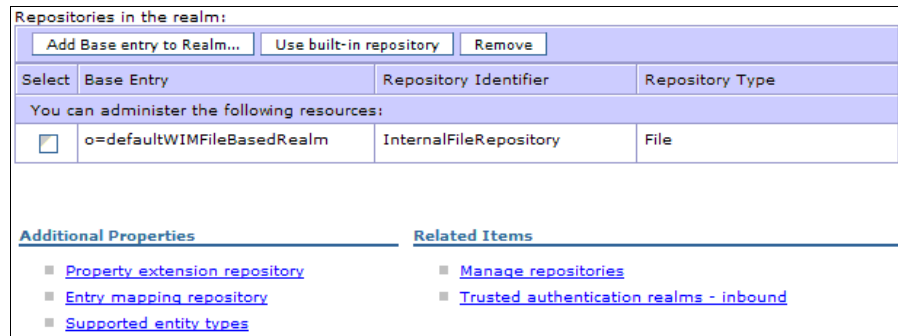 Repositories in the realm:
Add Base entry to Realm... Use built-in repository Remove
Select Base Entry Repository Identifier Repository Type
You can administer the following resources:
o=defaultWIMFileBasedRealm InternalFileRepository File
Additional Properties Related Items
Property extension repository Manage repositories
Entry mapping repository Trusted authentication realms - inbound
Supported entity types